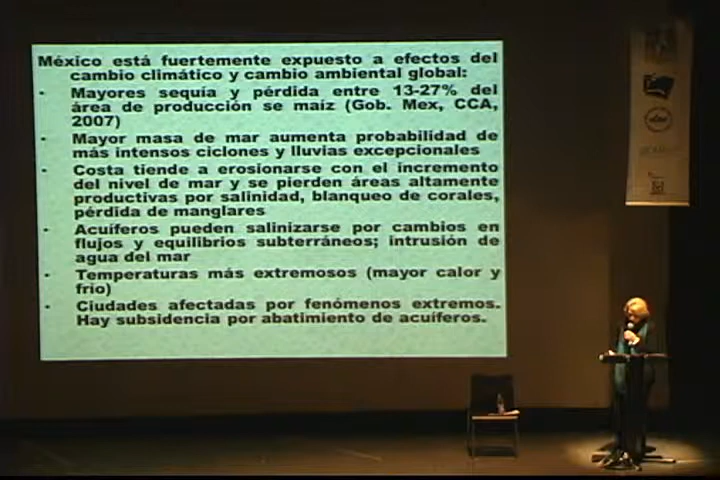 México está fuertemente expuesto a efectos del
cambio climático y cambio ambiental global:
• Mayores sequía y pérdida entre 13-27% del
área de producción se maíz (Gob. Mex, CCA,
2007)
• Mayor masa de mar aumenta probabilidad de
más intensos ciclones y lluvias excepcionales
• Costa tiende a erosionarse con el incremento
del nivel de mar y se pierden áreas altamente
productivas por salinidad, blanqueo de corales,
pérdida de manglares
• Acuíferos pueden salinizarse por cambios en
flujos y equilibrios subterráneos; intrusión de
agua del mar
• Temperaturas más extremosos (mayor calor y
frío)
• Ciudades afectadas por fenómenos extremos.
Hay subsidencia por abatimiento de acuíferos.